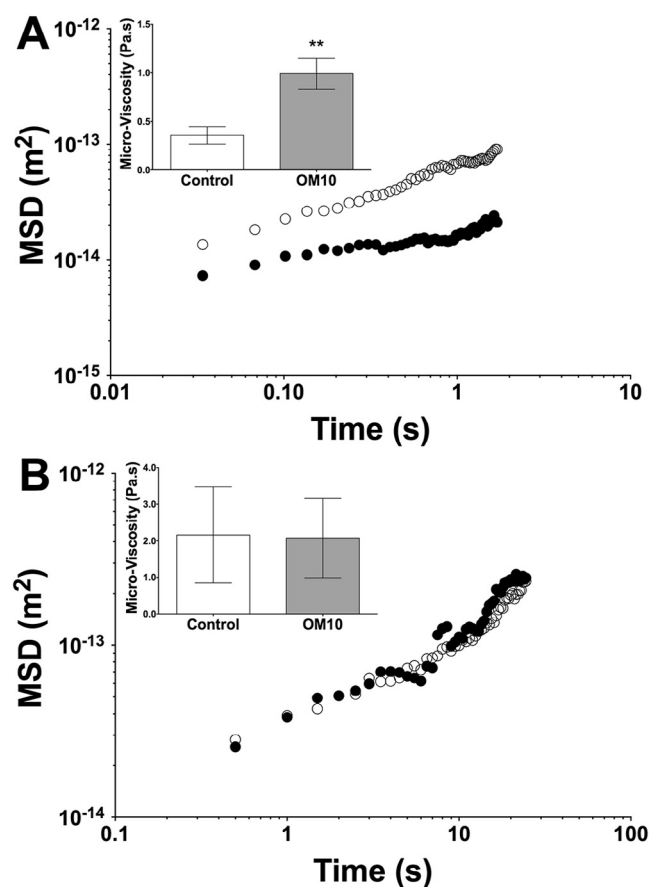 A
Micro-Viscosity (Pa.s)
1.5
1.0
0.5
0.0
**
Control OM10
MSD (m²)
10⁻¹²
10⁻¹³
10⁻¹⁴
10⁻¹⁵
0.01 0.10 1 10
Time (s)
B
Micro-Viscosity (Pa.s)
4.0
3.0
2.0
1.0
0.0
Control OM10
MSD (m²)
10⁻¹²
10⁻¹³
10⁻¹⁴
0.1 1 10 100
Time (s)